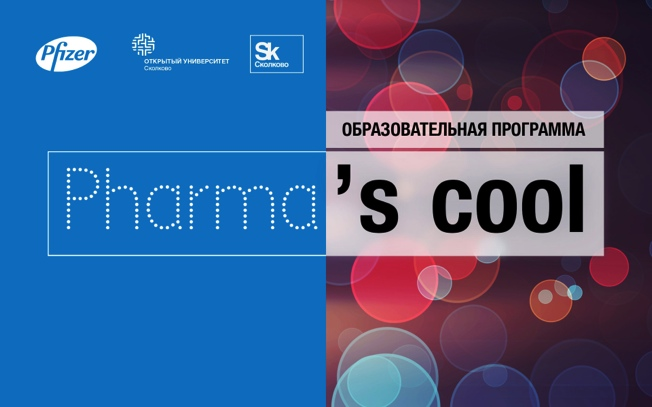 Pfizer
ОТКРЫТЫЙ УНИВЕРСИТЕТ
Сколково
Sk
Сколково
ОБРАЗОВАТЕЛЬНАЯ ПРОГРАММА
Pharma's cool